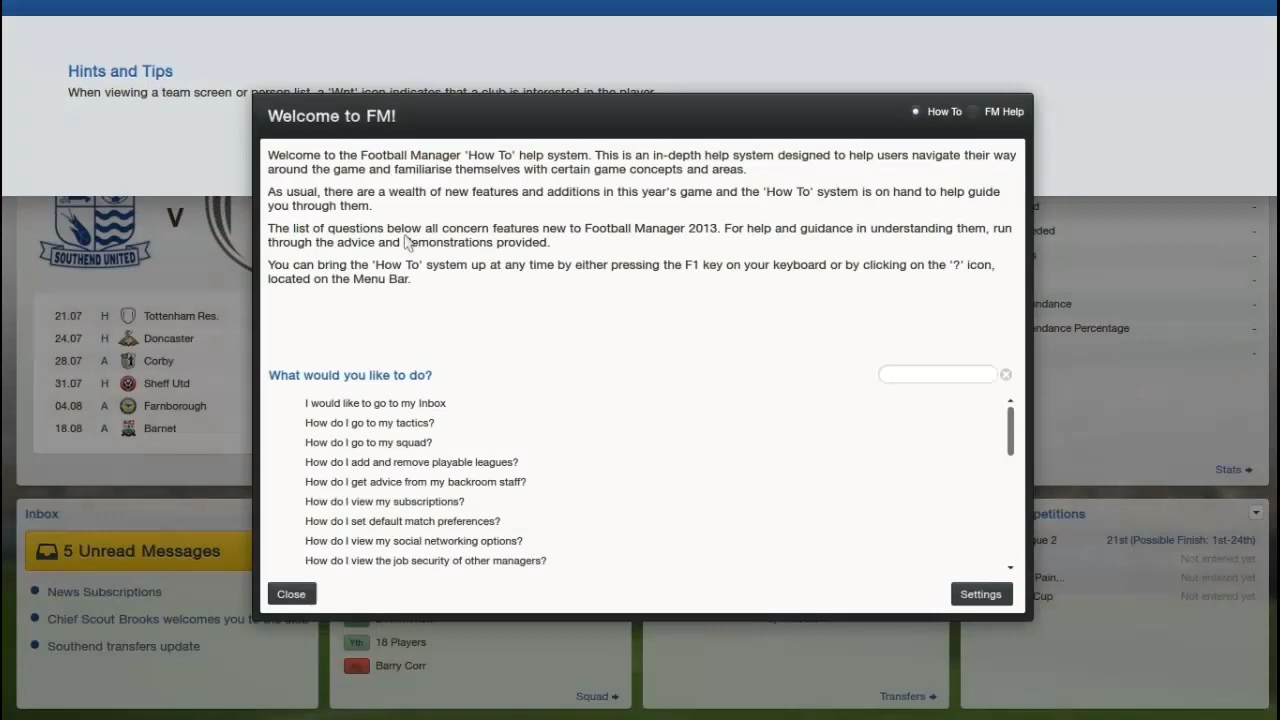 Hints and Tips
When viewing a team screen or person list, a 'Wnt' icon indicates that a club is interested in the player.
Welcome to FM!
How To
FM Help
Welcome to the Football Manager 'How To' help system. This is an in-depth help system designed to help users navigate their way
around the game and familiarise themselves with certain game concepts and areas.
As usual, there are a wealth of new features and additions in this year's game and the 'How To' system is on hand to help guide
you through them.
The list of questions below all concern features new to Football Manager 2013. For help and guidance in understanding them, run
through the advice and demonstrations provided.
You can bring the 'How To' system up at any time by either pressing the F1 key on your keyboard or by clicking on the '?' icon,
located on the Menu Bar.
What would you like to do?
I would like to go to my Inbox
How do I go to my tactics?
How do I go to my squad?
How do I add and remove playable leagues?
How do I get advice from my backroom staff?
How do I view my subscriptions?
How do I set default match preferences?
How do I view my social networking options?
How do I view the job security of other managers?
Close
Settings
V
SOUTHEND UNITED
21.07 H Tottenham Res.
24.07 H Doncaster
28.07 A Corby
31.07 H Sheff Utd
04.08 A Farnborough
18.08 A Barnet
ndance
ndance Percentage
Stats
Inbox
5 Unread Messages
News Subscriptions
Chief Scout Brooks welcomes you to
Southend transfers update
Yth 18 Players
Barry Corr
Squad
Transfers
petitions
ue 2 21st (Possible Finish: 1st-24th)
Not entered yet
Pain... Not entered yet
Cup Not entered yet